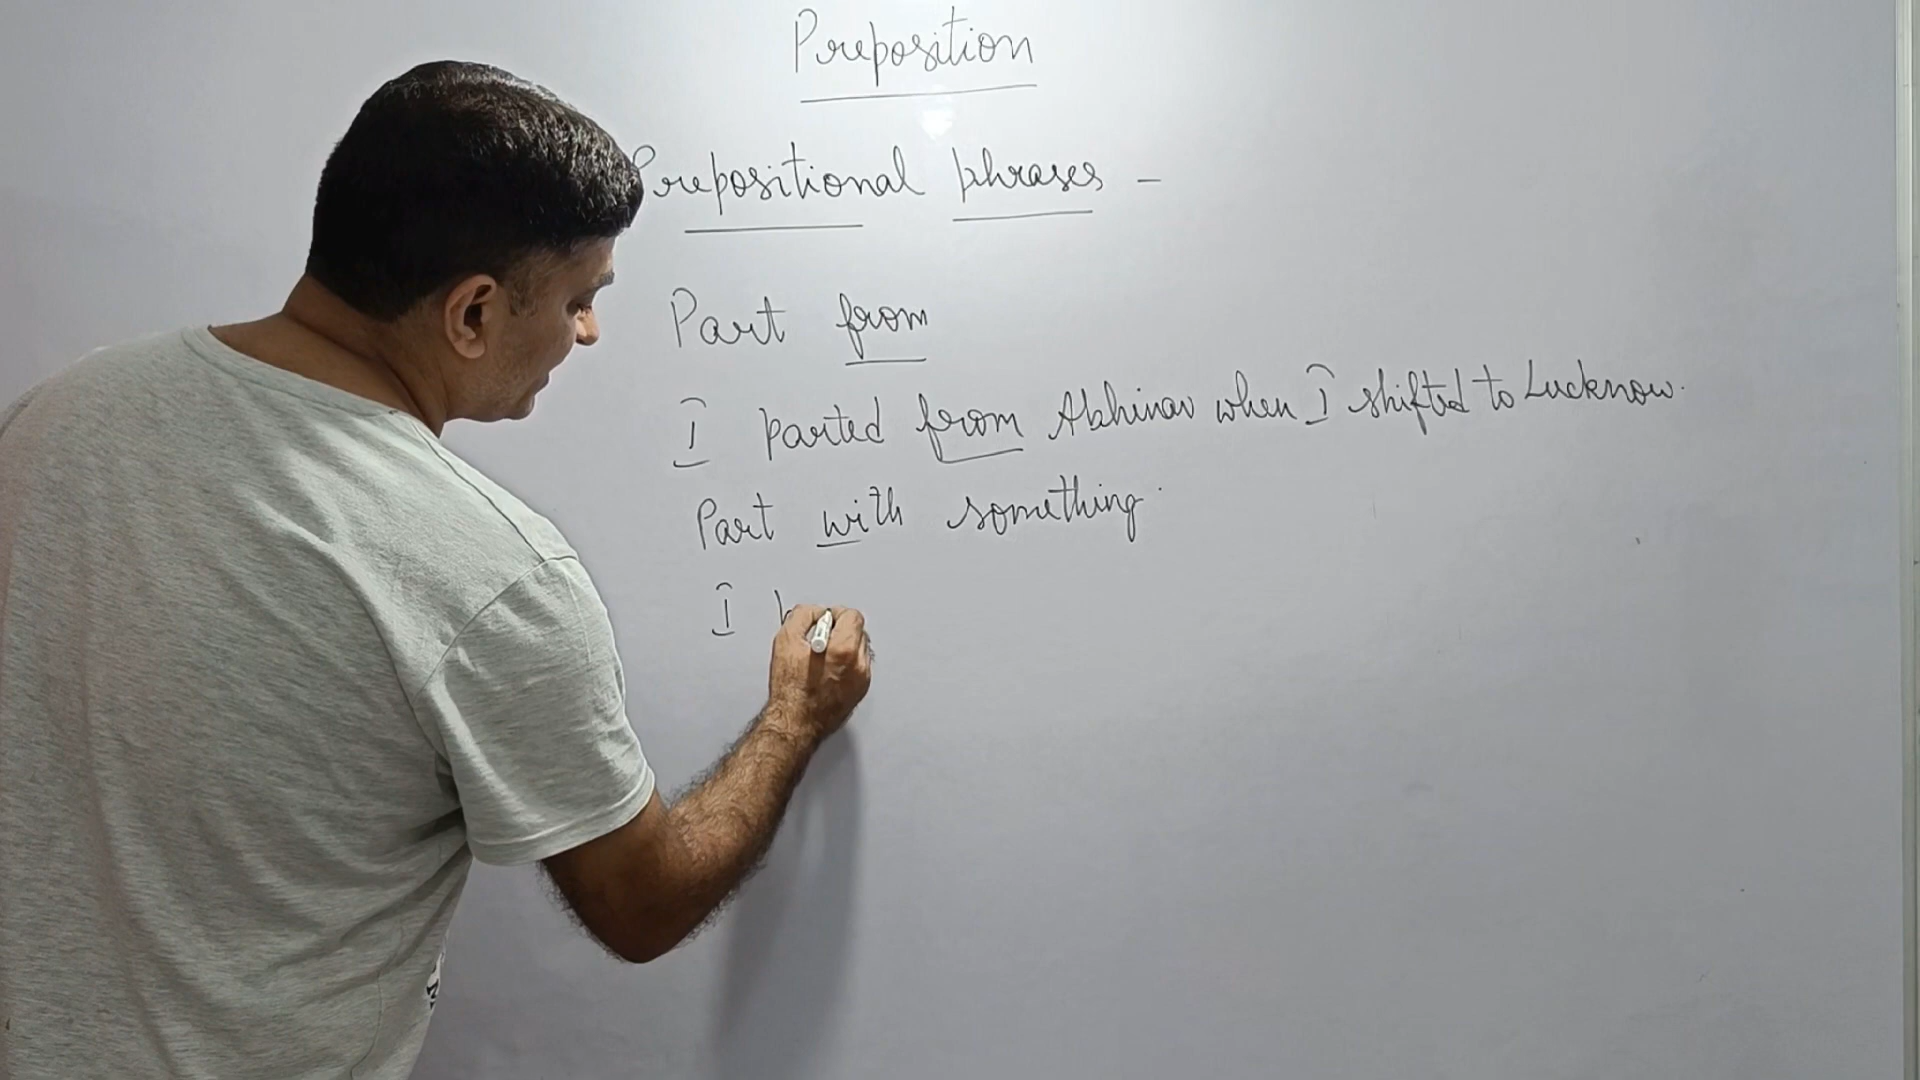 Preposition
Prepositional phrases -
Part from
I parted from Abhinav when I shifted to Lucknow.
Part with something.
I